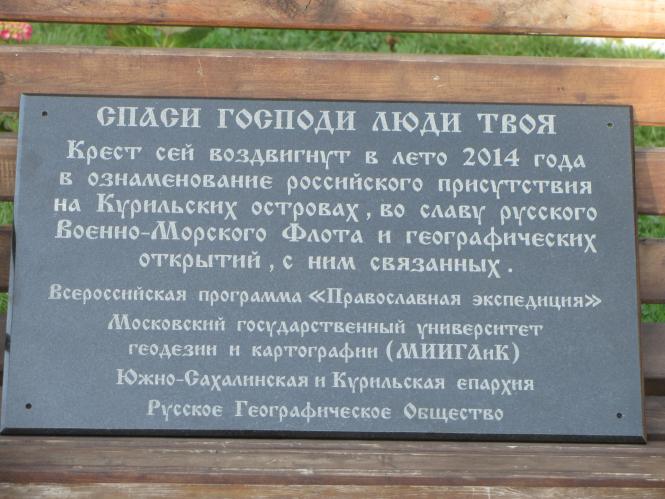 СПАСИ ГОСПОДИ ЛЮДИ ТВОЯ
Крест сей воздвигнут в лето 2014 года
в ознаменование российского присутствия
на Курильских островах, во славу русского
Военно-Морского Флота и географических
открытий, с ним связанных.
Всероссийская программа «Православная экспедиция»
Московский государственный университет
геодезии и картографии (МИИГАиК)
Южно-Сахалинская и Курильская епархия
Русское Географическое Общество